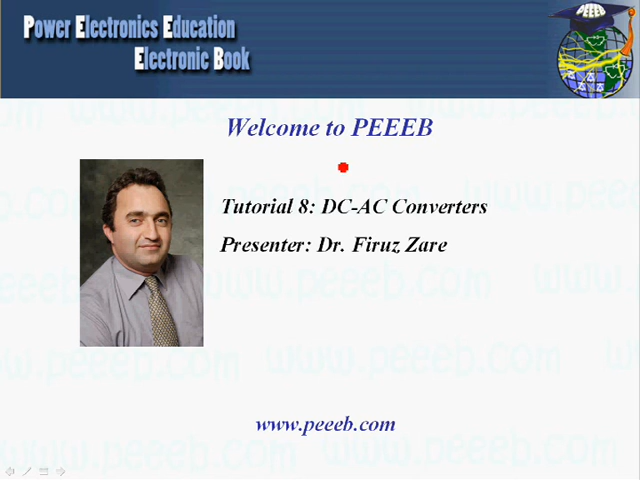 Power Electronics Education
Electronic Book
Welcome to PEEEB
Tutorial 8: DC-AC Converters
Presenter: Dr. Firuz Zare
www.peeeb.com